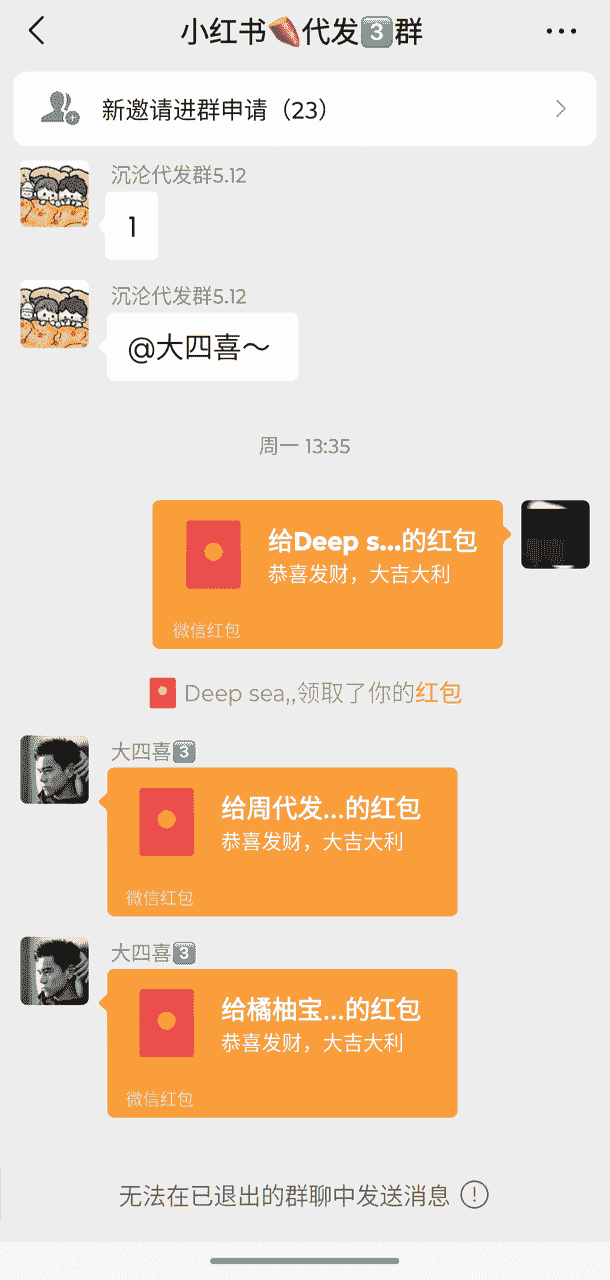 小红书🍠代发3️⃣群
新邀请进群申请（23）
沉沦代发群5.12
1
沉沦代发群5.12
@大四喜～
周一 13:35
给Deep s...的红包
恭喜发财，大吉大利
微信红包
Deep sea,,领取了你的红包
大四喜3️⃣
给周代发...的红包
恭喜发财，大吉大利
微信红包
大四喜3️⃣
给橘柚宝...的红包
恭喜发财，大吉大利
微信红包
无法在已退出的群聊中发送消息